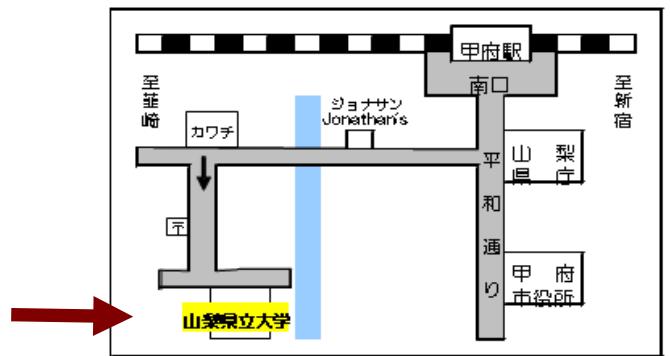 甲府駅
南口
至韮崎
至新宿
ジョナサン
Jonathan's
カワチ
平和通り
山梨
県庁
〒
甲府
市役所
山梨県立大学